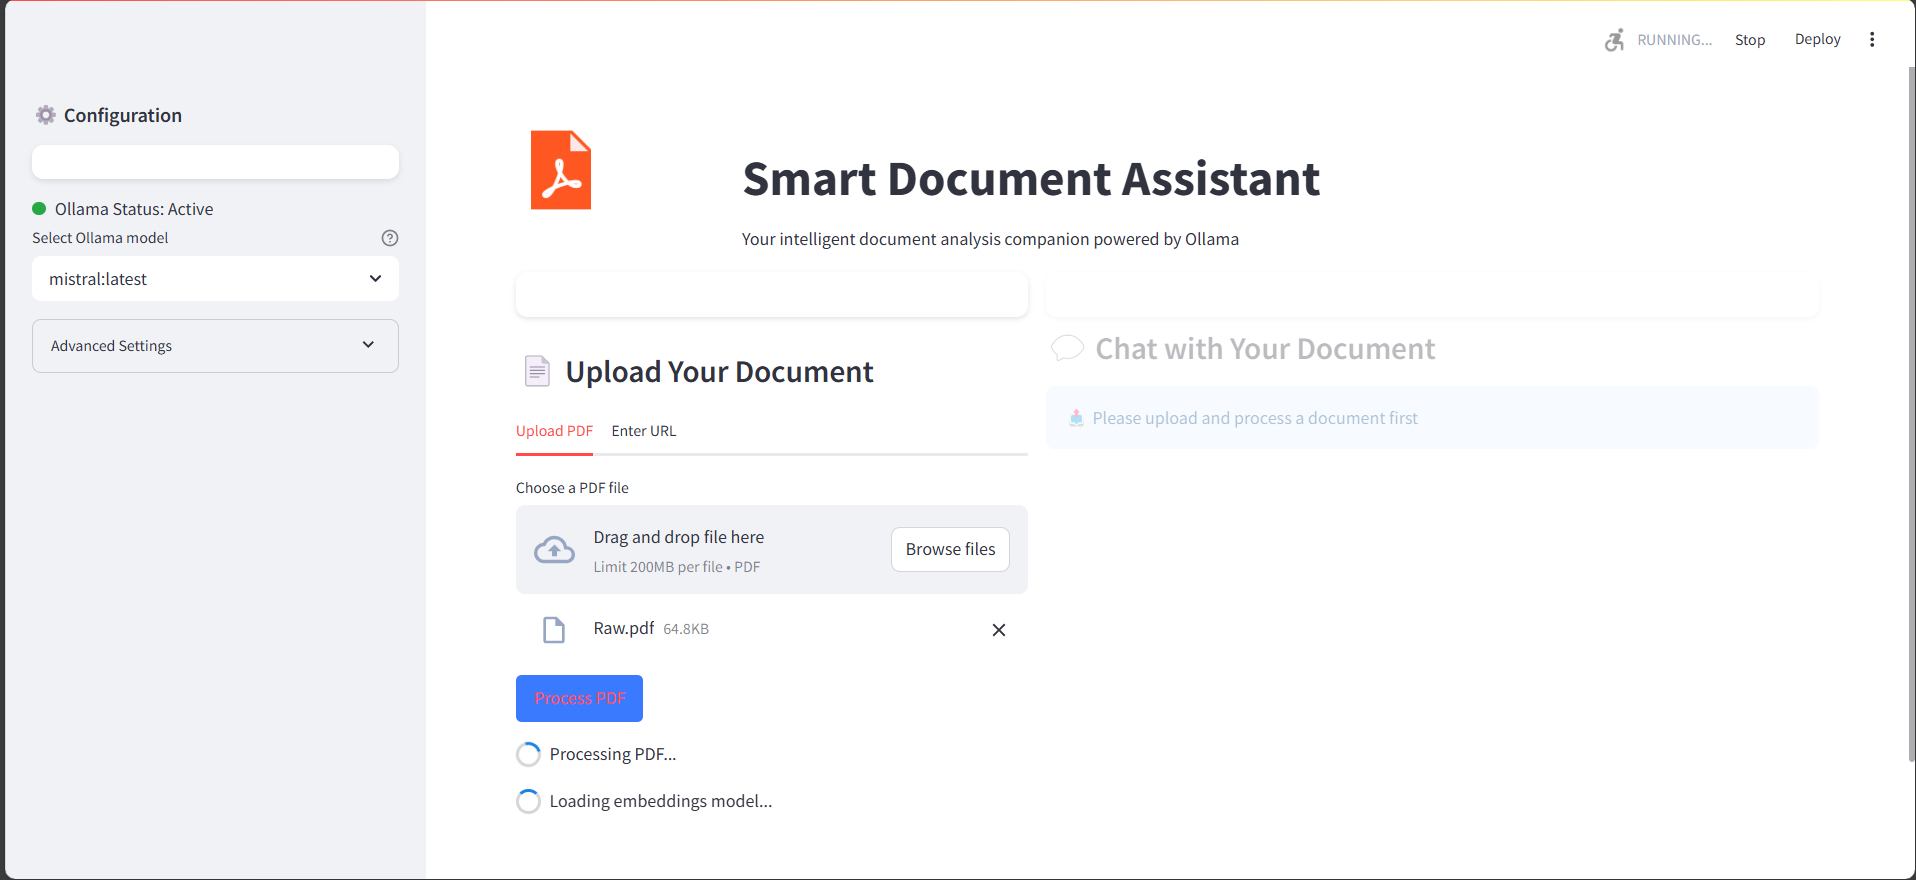 RUNNING...
Stop
Deploy
Configuration
Ollama Status: Active
Select Ollama model
mistral:latest
Advanced Settings
Smart Document Assistant
Your intelligent document analysis companion powered by Ollama
Upload Your Document
Upload PDF
Enter URL
Choose a PDF file
Drag and drop file here
Limit 200MB per file • PDF
Browse files
Raw.pdf 64.8KB
Process PDF
Processing PDF...
Loading embeddings model...
Chat with Your Document
Please upload and process a document first